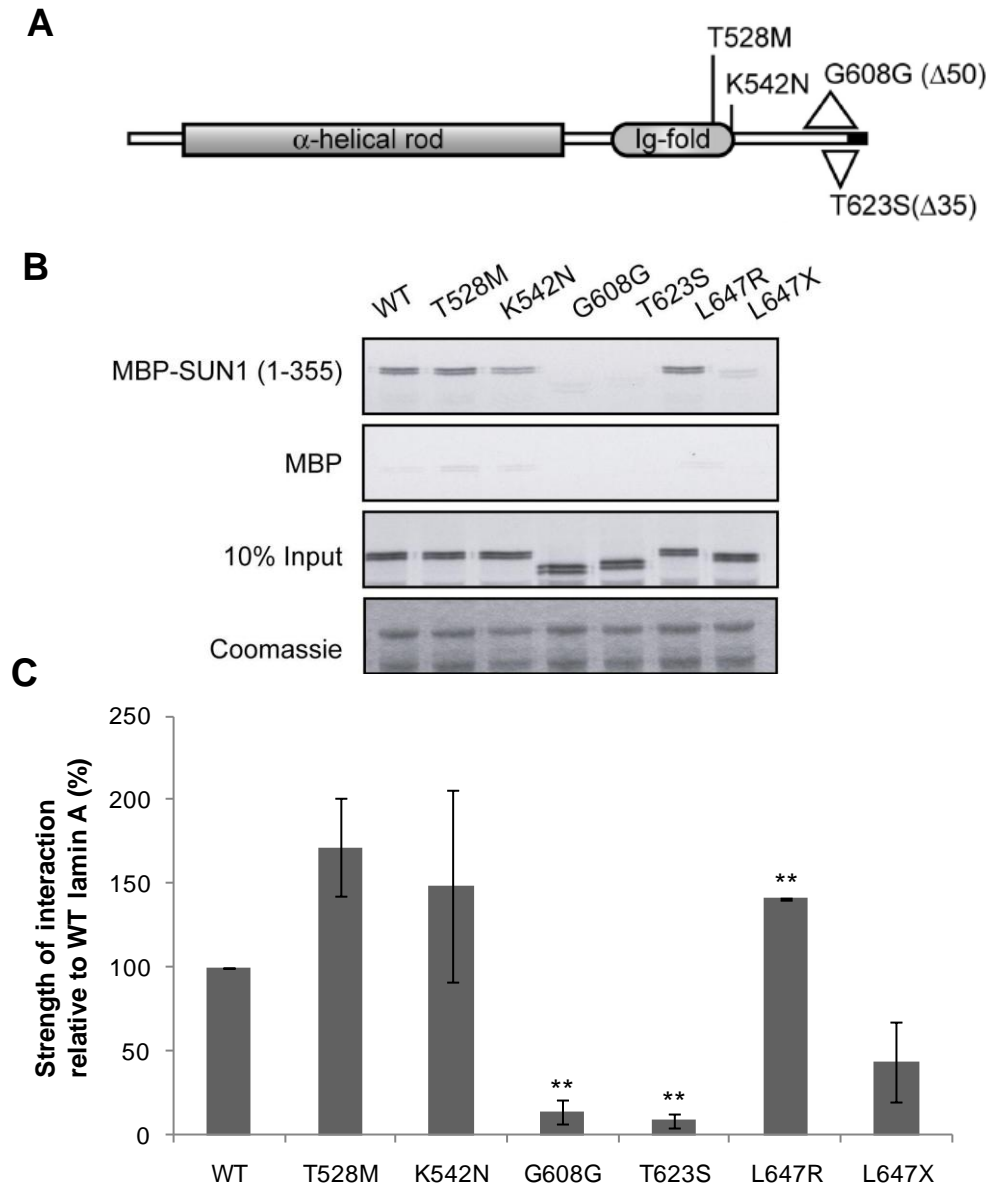 A
T528M
K542N
G608G (Δ50)
α-helical rod
Ig-fold
T623S(Δ35)
B
WT T528M K542N G608G T623S L647R L647X
MBP-SUN1 (1-355)
MBP
10% Input
Coomassie
C
Strength of interaction
relative to WT lamin A (%)
250
200
150
100
50
0
** ** **
WT T528M K542N G608G T623S L647R L647X